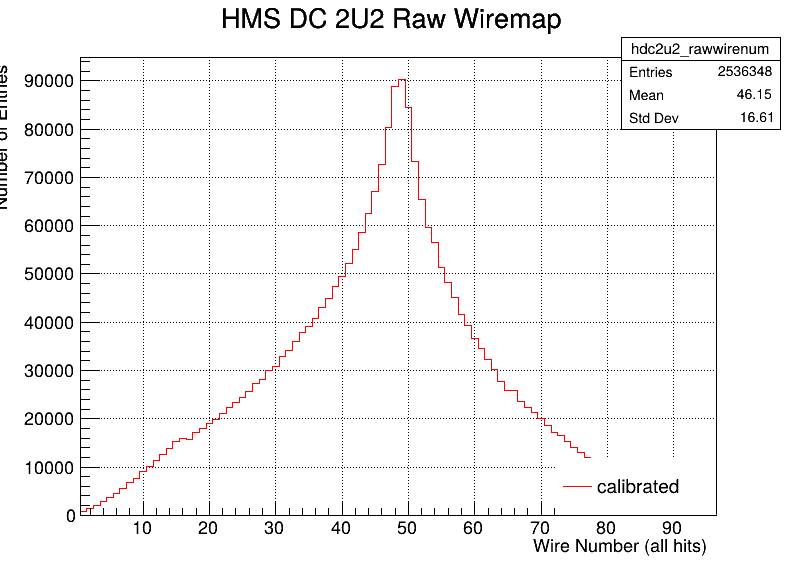 HMS DC 2U2 Raw Wiremap
hdc2u2_rawwirenum
Entries 2536348
Mean 46.15
Std Dev 16.61
Number of Entries
90000
80000
70000
60000
50000
40000
30000
20000
10000
0
calibrated
10 20 30 40 50 60 70 80 90
Wire Number (all hits)